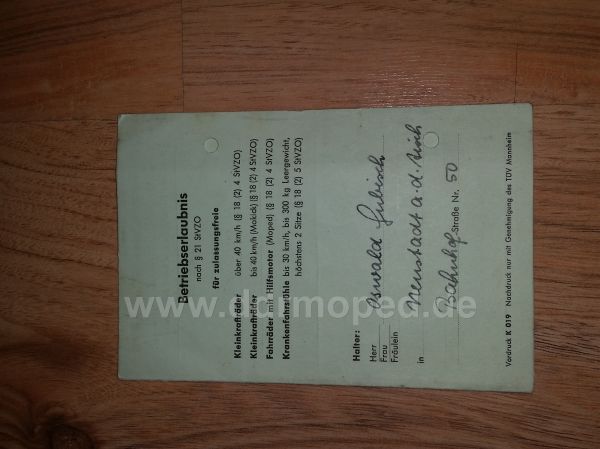 Betriebserlaubnis
nach § 21 StVZO
für zulassungsfreie
Kleinkrafträder über 40 km/h (§ 18 (2) 4 StVZO)
Kleinkrafträder bis 40 km/h (Mokick) (§ 18 (2) 4 StVZO)
Fahrräder mit Hilfsmotor (Moped) (§ 18 (2) 4 StVZO)
Krankenfahrstühle bis 30 km/h, bis 300 kg Leergewicht,
höchstens 2 Sitze (§ 18 (2) 5 StVZO)
Halter:
Herr
Frau Oswald
Fräulein
in Neustadt a. d. Aisch
Bahnhof Straße Nr. 50
Vordruck K 019 Nachdruck nur mit Genehmigung des TÜV Mannheim
www.dasmoped.de